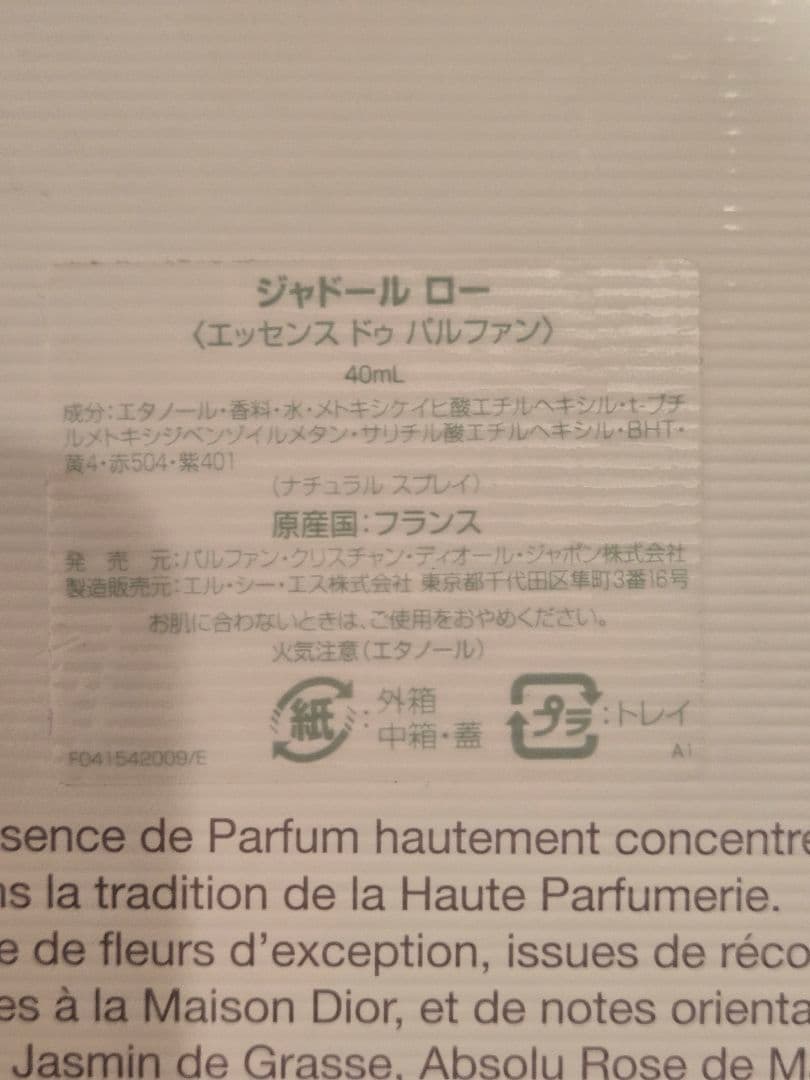 ジャドール ロー
〈エッセンス ドゥ パルファン〉
40mL
成分：エタノール・香料・水・メトキシケイヒ酸エチルヘキシル・t-ブチ
ルメトキシジベンゾイルメタン・サリチル酸エチルヘキシル・BHT・
黄4・赤504・紫401
（ナチュラル スプレイ）
原産国：フランス
発 売 元：パルファン・クリスチャン・ディオール・ジャポン株式会社
製造販売元：エル・シー・エス株式会社 東京都千代田区隼町3番16号
お肌に合わないときは、ご使用をおやめください。
火気注意（エタノール）
紙：外箱
中箱・蓋
プラ：トレイ
F041542009/E
A1
sence de Parfum hautement concentré
ns la tradition de la Haute Parfumerie.
e de fleurs d'exception, issues de réco
es à la Maison Dior, et de notes orienta
Jasmin de Grasse, Absolu Rose de M